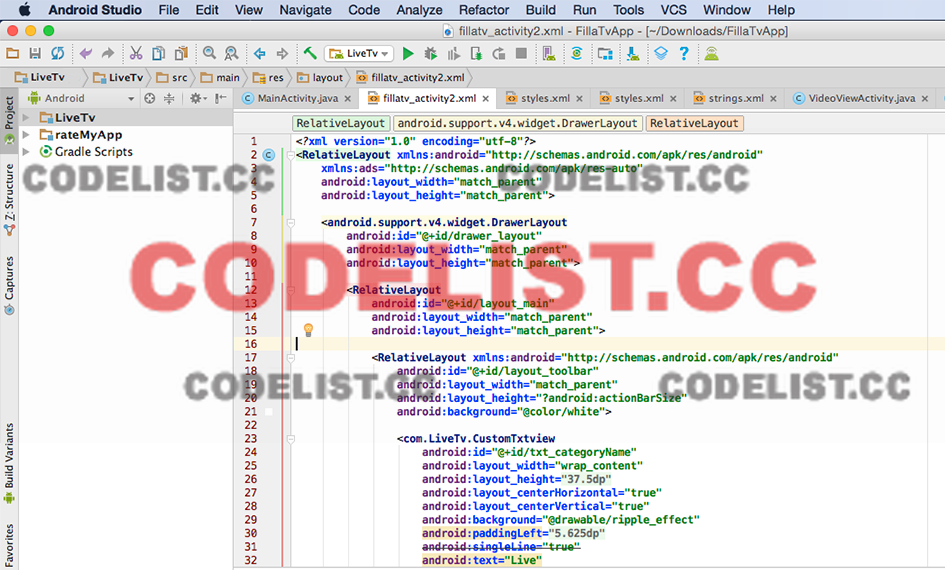 Android Studio File Edit View Navigate Code Analyze Refactor Build Run Tools VCS Window Help
fillatv_activity2.xml - FillaTvApp - [~/Downloads/FillaTvApp]
LiveTv
LiveTv LiveTv src main res layout fillatv_activity2.xml
Android MainActivity.java fillatv_activity2.xml styles.xml styles.xml strings.xml VideoViewActivity.java
Project
Z: Structure
Captures
Build Variants
Favorites
LiveTv
rateMyApp
Gradle Scripts
RelativeLayout android.support.v4.widget.DrawerLayout RelativeLayout
1 <?xml version="1.0" encoding="utf-8"?>
2 <RelativeLayout xmlns:android="http://schemas.android.com/apk/res/android"
3 xmlns:ads="http://schemas.android.com/apk/res-auto"
4 android:layout_width="match_parent"
5 android:layout_height="match_parent">
6
7 <android.support.v4.widget.DrawerLayout
8 android:id="@+id/drawer_layout"
9 android:layout_width="match_parent"
10 android:layout_height="match_parent">
11
12 <RelativeLayout
13 android:id="@+id/layout_main"
14 android:layout_width="match_parent"
15 android:layout_height="match_parent">
16
17 <RelativeLayout xmlns:android="http://schemas.android.com/apk/res/android"
18 android:id="@+id/layout_toolbar"
19 android:layout_width="match_parent"
20 android:layout_height="?android:actionBarSize"
21 android:background="@color/white">
22
23 <com.LiveTv.CustomTxtview
24 android:id="@+id/txt_categoryName"
25 android:layout_width="wrap_content"
26 android:layout_height="37.5dp"
27 android:layout_centerHorizontal="true"
28 android:layout_centerVertical="true"
29 android:background="@drawable/ripple_effect"
30 android:paddingLeft="5.625dp"
31 android:singleLine="true"
32 android:text="Live"
CODELIST.CC CODELIST.CC
CODELIST.CC
CODELIST.CC CODELIST.CC